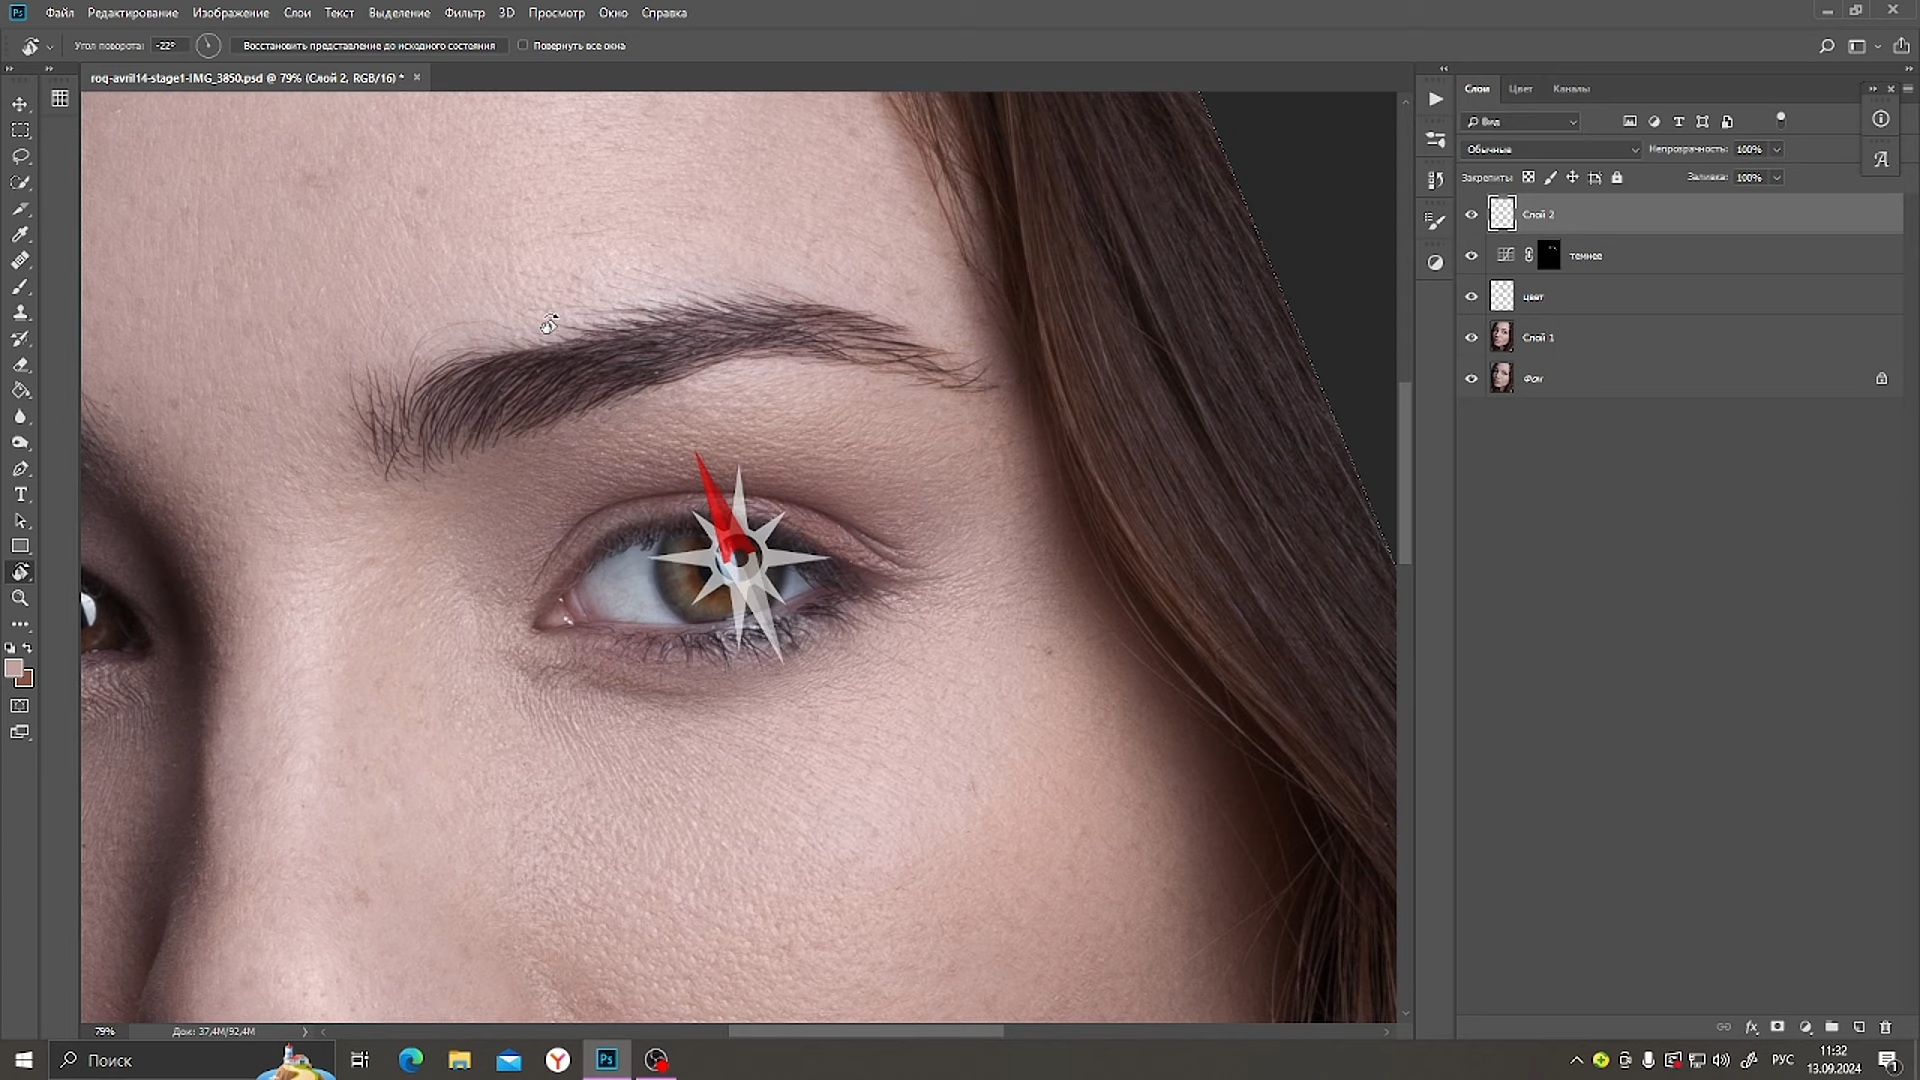 Ps Файл Редактирование Изображение Слои Текст Выделение Фильтр 3D Просмотр Окно Справка
Угол поворота: -22° Восстановить представление до исходного состояния Повернуть все окна
roq-avril14-stage1-IMG_3850.psd @ 79% (Слой 2, RGB/16) *
Слои Цвет Каналы
Вид
Обычные Непрозрачность: 100%
Закрепить: Заливка: 100%
Слой 2
темнее
цвет
Слой 1
Фон
79% Док: 37,4M/92,4M
Поиск Ps РУС 11:32
13.09.2024